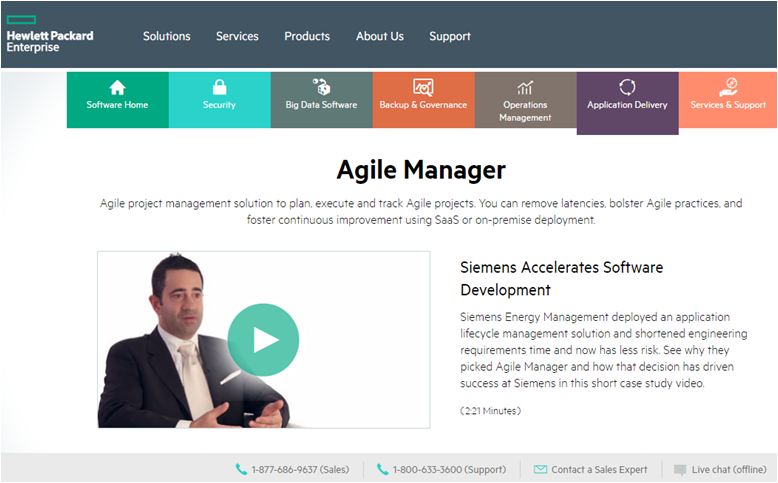 Hewlett Packard
Enterprise
Solutions Services Products About Us Support
Software Home
Security
Big Data Software
Backup & Governance
Operations
Management
Application Delivery
Services & Support
Agile Manager
Agile project management solution to plan, execute and track Agile projects. You can remove latencies, bolster Agile practices, and
foster continuous improvement using SaaS or on-premise deployment.
Siemens Accelerates Software
Development
Siemens Energy Management deployed an application
lifecycle management solution and shortened engineering
requirements time and now has less risk. See why they
picked Agile Manager and how that decision has driven
success at Siemens in this short case study video.
(2:21 Minutes)
1-877-686-9637 (Sales) 1-800-633-3600 (Support) Contact a Sales Expert Live chat (offline)